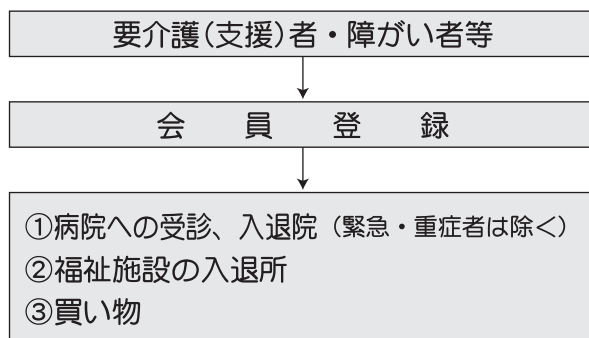 要介護(支援)者・障がい者等
会員登録
①病院への受診、入退院（緊急・重症者は除く）
②福祉施設の入退所
③買い物